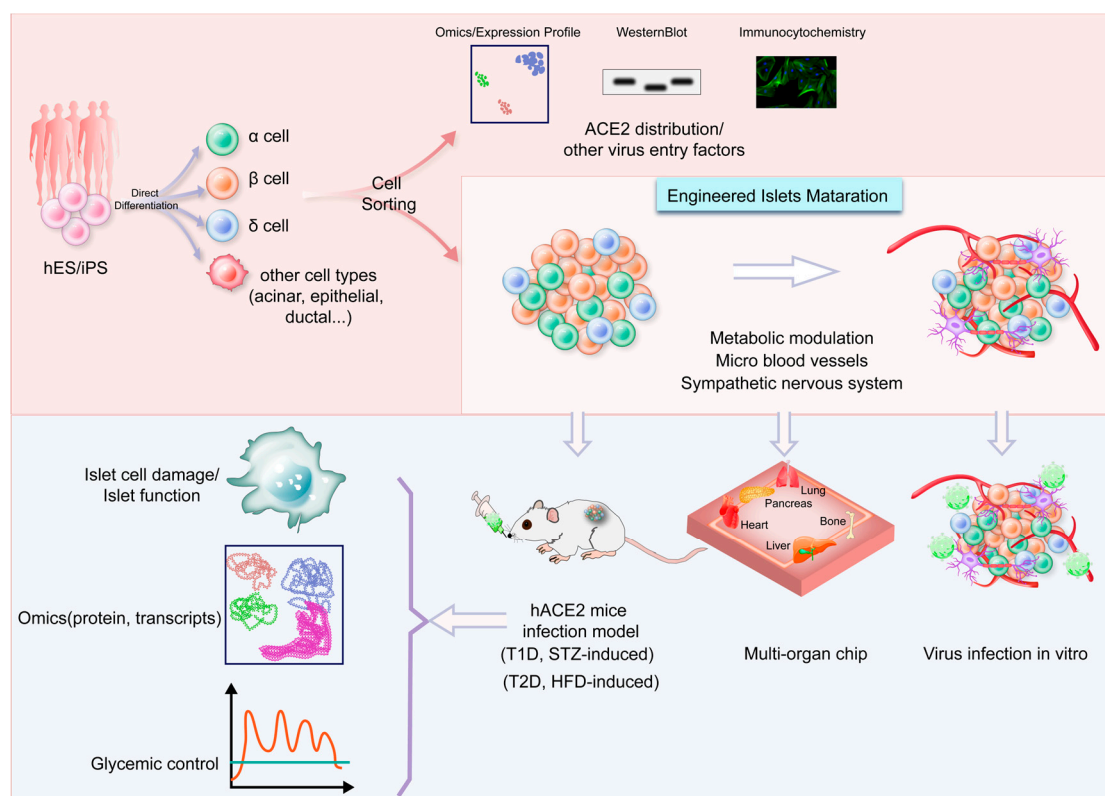 Omics/Expression Profile
WesternBlot
Immunocytochemistry
ACE2 distribution/
other virus entry factors
α cell
β cell
δ cell
other cell types
(acinar, epithelial,
ductal...)
Direct
Differentiation
hES/iPS
Cell
Sorting
Engineered Islets Mataration
Metabolic modulation
Micro blood vessels
Sympathetic nervous system
Islet cell damage/
Islet function
Omics(protein, transcripts)
Glycemic control
hACE2 mice
infection model
(T1D, STZ-induced)
(T2D, HFD-induced)
Lung
Pancreas
Heart
Bone
Liver
Multi-organ chip
Virus infection in vitro